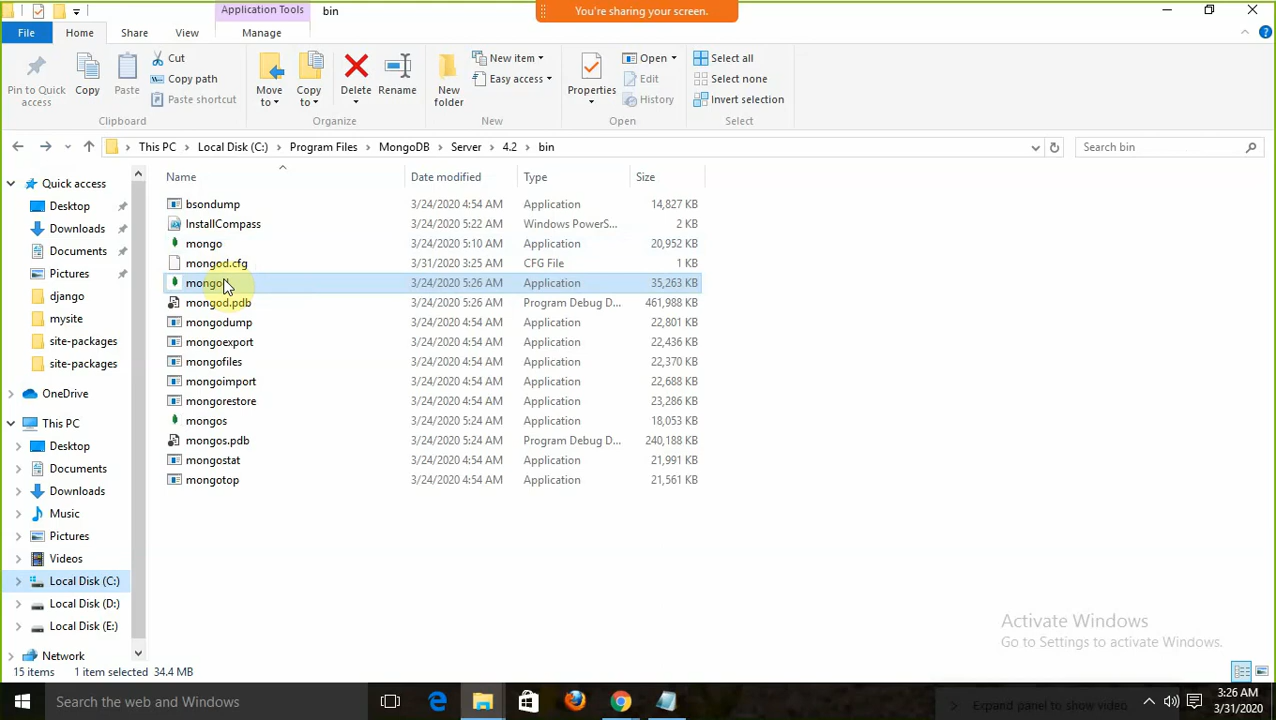 Application Tools
bin
You're sharing your screen.
File
Home
Share
View
Manage
Pin to Quick access
Copy
Paste
Cut
Copy path
Paste shortcut
Clipboard
Move to
Copy to
Delete
Rename
Organize
New folder
New item
Easy access
New
Properties
Open
Edit
History
Open
Select all
Select none
Invert selection
Select
This PC
Local Disk (C:)
Program Files
MongoDB
Server
4.2
bin
Search bin
Quick access
Desktop
Downloads
Documents
Pictures
django
mysite
site-packages
site-packages
OneDrive
This PC
Desktop
Documents
Downloads
Music
Pictures
Videos
Local Disk (C:)
Local Disk (D:)
Local Disk (E:)
Network
Name Date modified Type Size
bsondump 3/24/2020 4:54 AM Application 14,827 KB
InstallCompass 3/24/2020 5:22 AM Windows PowerS... 2 KB
mongo 3/24/2020 5:10 AM Application 20,952 KB
mongod.cfg 3/31/2020 3:25 AM CFG File 1 KB
mongod 3/24/2020 5:26 AM Application 35,263 KB
mongod.pdb 3/24/2020 5:26 AM Program Debug D... 461,988 KB
mongodump 3/24/2020 4:54 AM Application 22,801 KB
mongoexport 3/24/2020 4:54 AM Application 22,436 KB
mongofiles 3/24/2020 4:54 AM Application 22,370 KB
mongoimport 3/24/2020 4:54 AM Application 22,688 KB
mongorestore 3/24/2020 4:54 AM Application 23,286 KB
mongos 3/24/2020 5:24 AM Application 18,053 KB
mongos.pdb 3/24/2020 5:24 AM Program Debug D... 240,188 KB
mongostat 3/24/2020 4:54 AM Application 21,991 KB
mongotop 3/24/2020 4:54 AM Application 21,561 KB
Activate Windows
Go to Settings to activate Windows.
15 items 1 item selected 34.4 MB
Search the web and Windows
Expand panel to show video
3:26 AM
3/31/2020